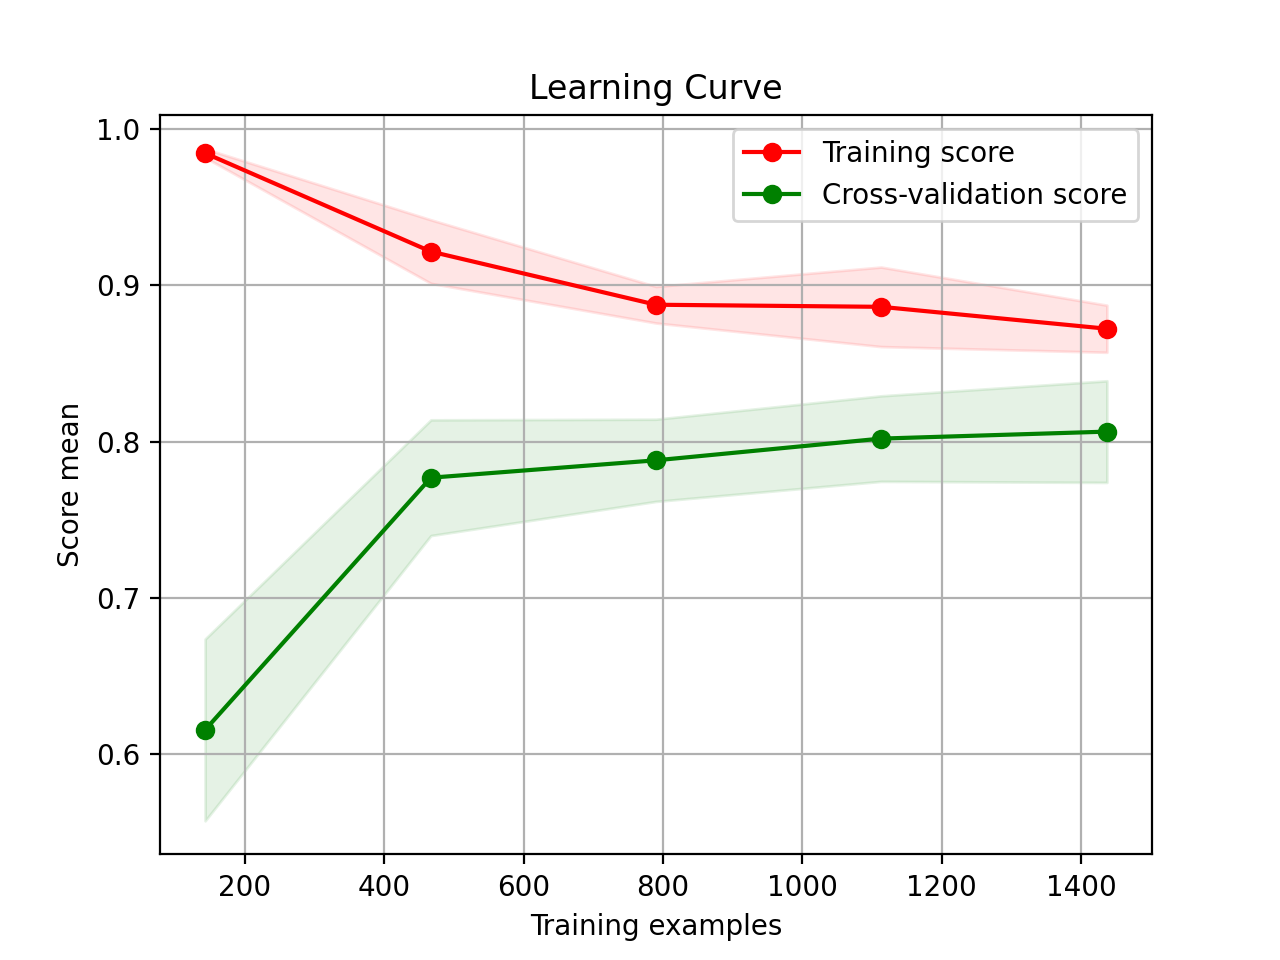 Learning Curve
Training score
Cross-validation score
1.0
0.9
0.8
0.7
0.6
Score mean
200 400 600 800 1000 1200 1400
Training examples